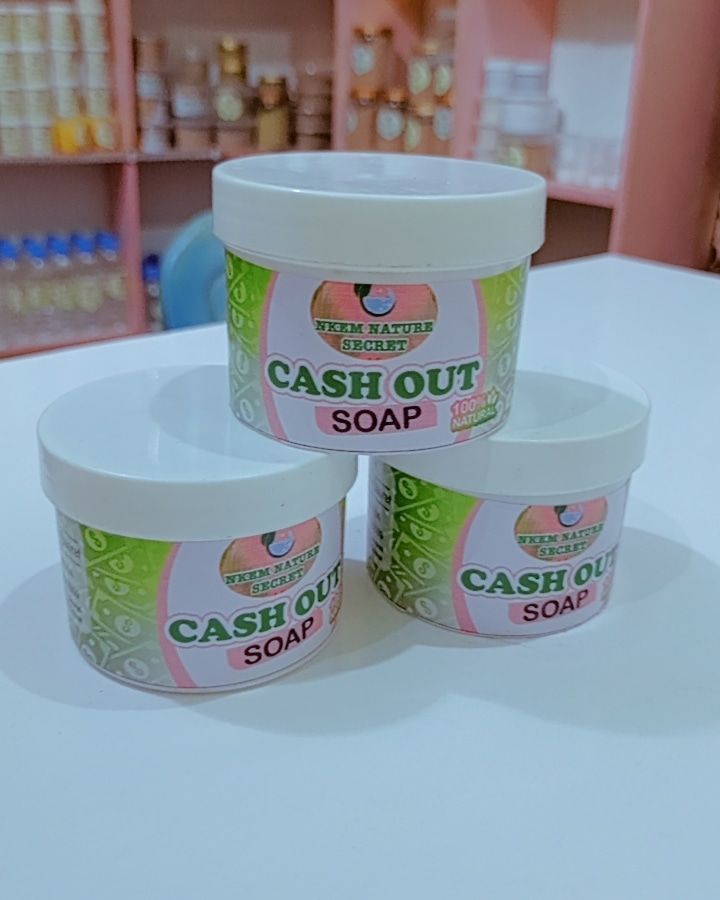 NKEM NATURE
SECRET
CASH OUT
SOAP
100%
NATURAL
NKEM NATURE
SECRET
CASH OUT
SOAP
NKEM NATURE
SECRET
CASH OUT
SOAP